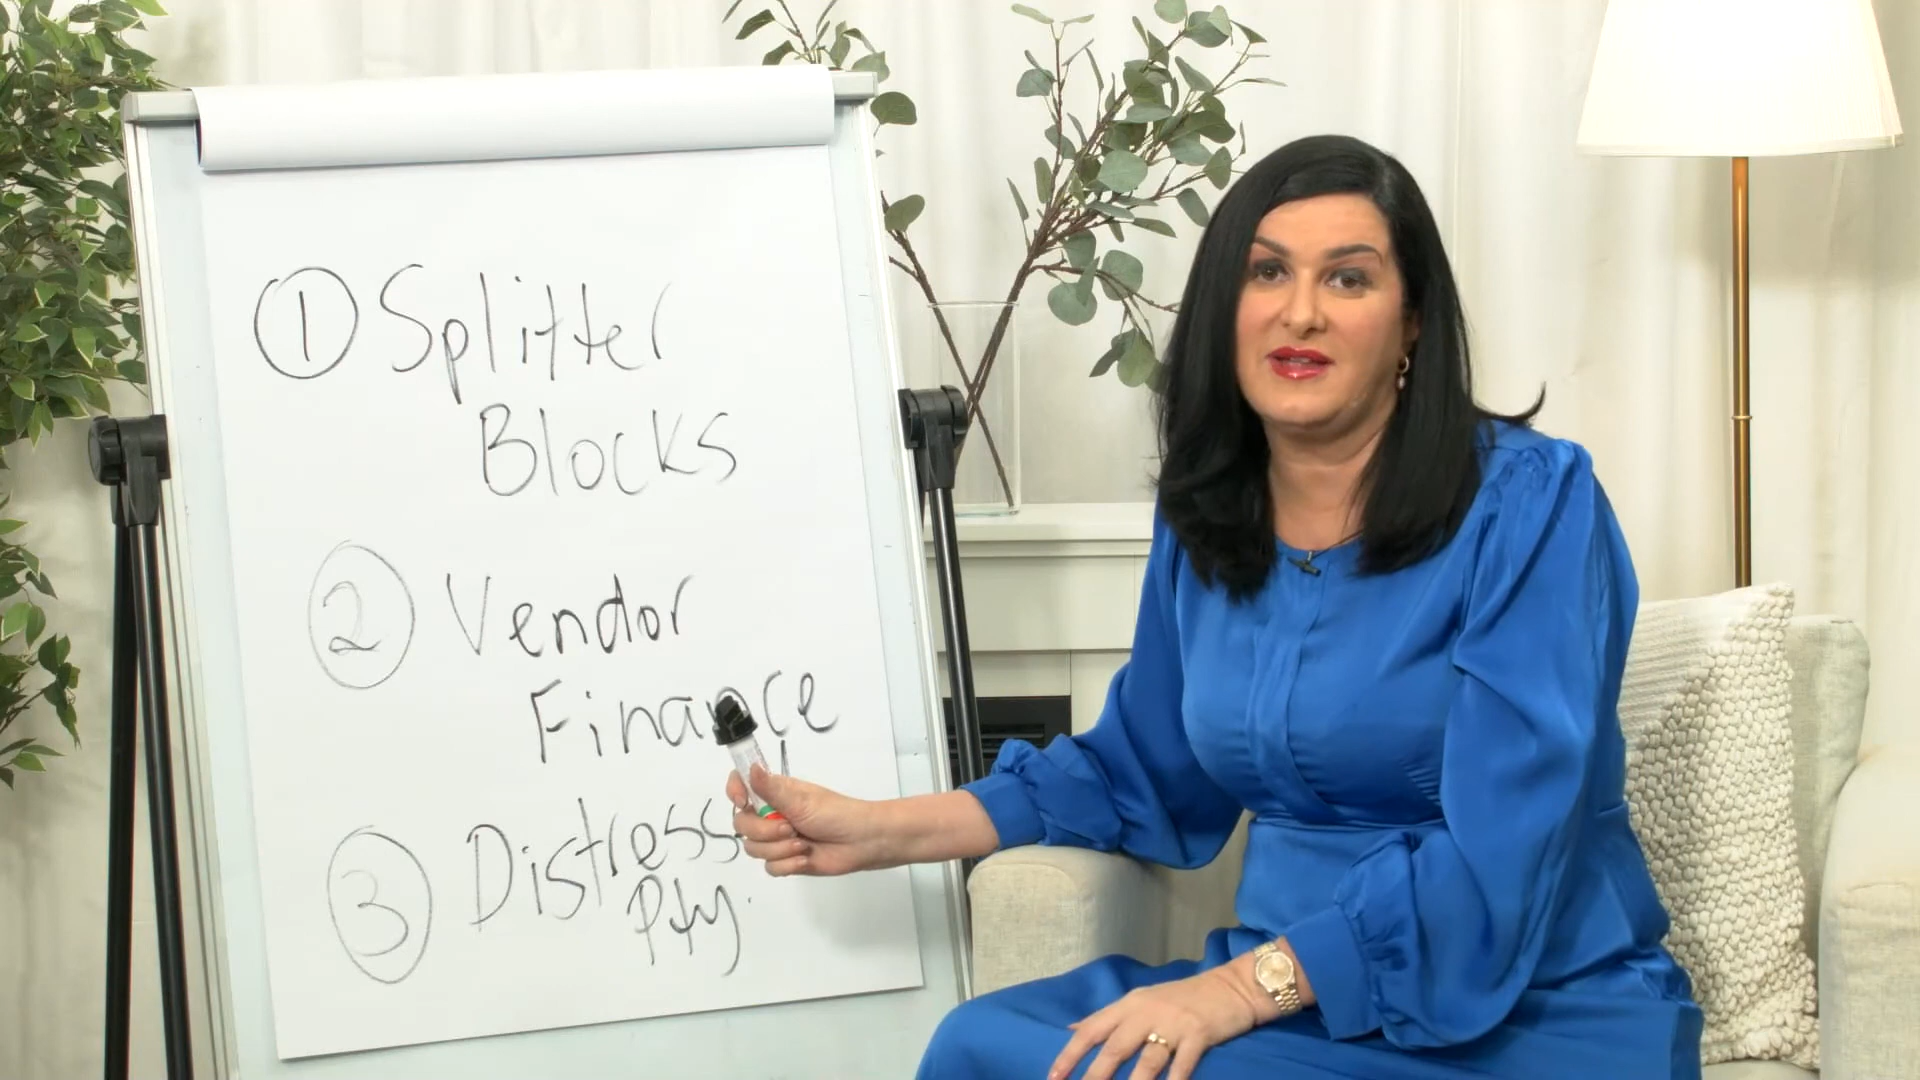 ① Splitter
Blocks
② Vendor
Finance
③ Distress
Pty.